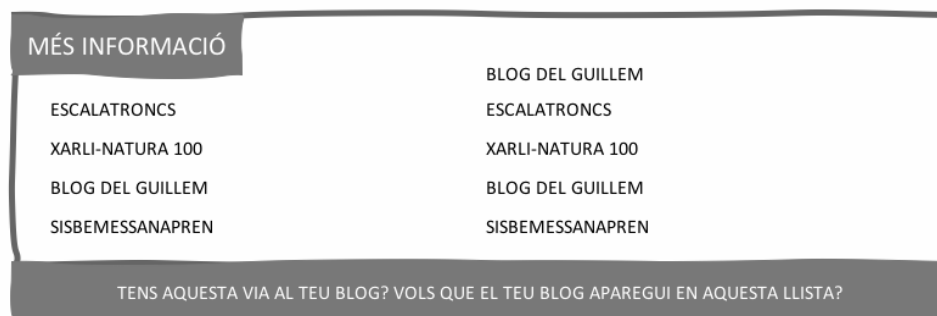 MÉS INFORMACIÓ
ESCALATRONCS
XARLI-NATURA 100
BLOG DEL GUILLEM
SISBEMESSANAPREN
BLOG DEL GUILLEM
ESCALATRONCS
XARLI-NATURA 100
BLOG DEL GUILLEM
SISBEMESSANAPREN
TENS AQUESTA VIA AL TEU BLOG? VOLS QUE EL TEU BLOG APAREGUI EN AQUESTA LLISTA?